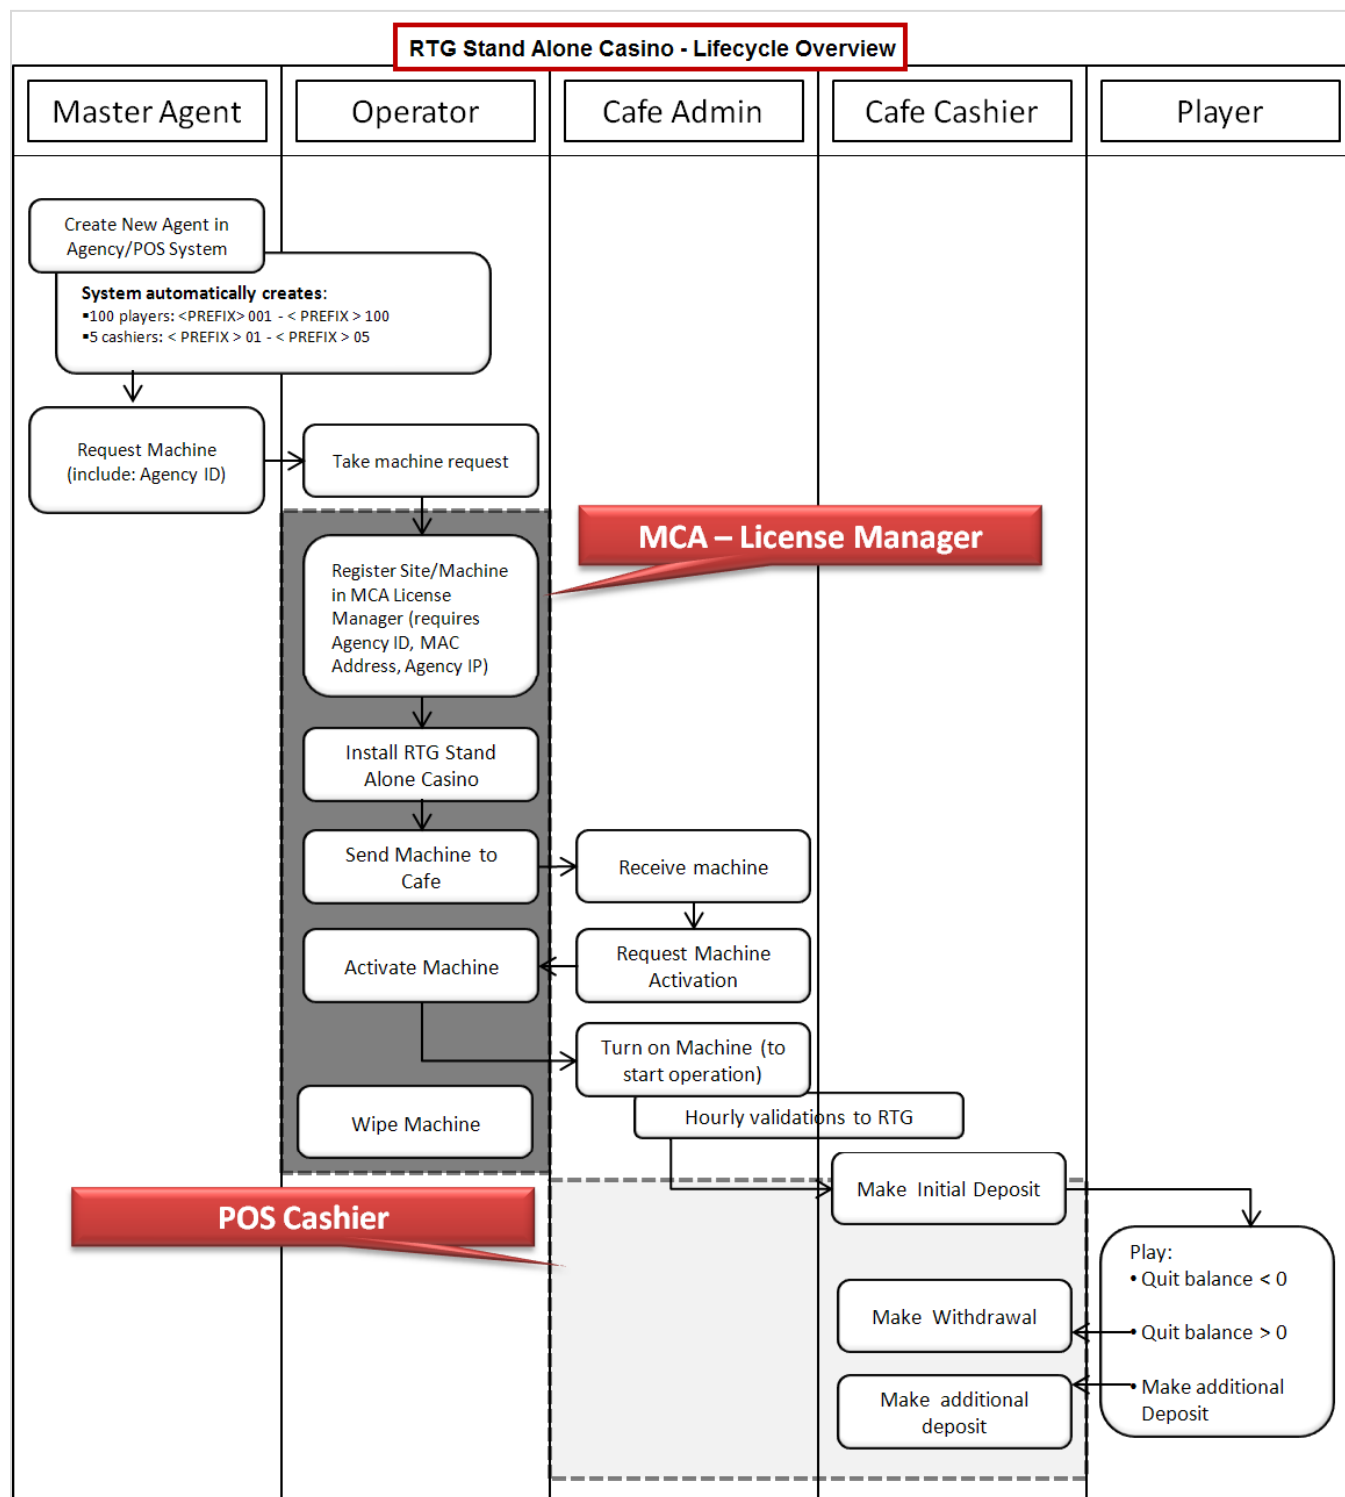 RTG Stand Alone Casino - Lifecycle Overview
Master Agent
Operator
Cafe Admin
Cafe Cashier
Player
Create New Agent in
Agency/POS System
System automatically creates:
▪100 players: <PREFIX> 001 - < PREFIX > 100
▪5 cashiers: < PREFIX > 01 - < PREFIX > 05
Request Machine
(include: Agency ID)
Take machine request
MCA – License Manager
Register Site/Machine
in MCA License
Manager (requires
Agency ID, MAC
Address, Agency IP)
Install RTG Stand
Alone Casino
Send Machine to
Cafe
Receive machine
Request Machine
Activation
Activate Machine
Turn on Machine (to
start operation)
Hourly validations to RTG
Wipe Machine
POS Cashier
Make Initial Deposit
Play:
• Quit balance < 0
• Quit balance > 0
• Make additional
Deposit
Make Withdrawal
Make additional
deposit